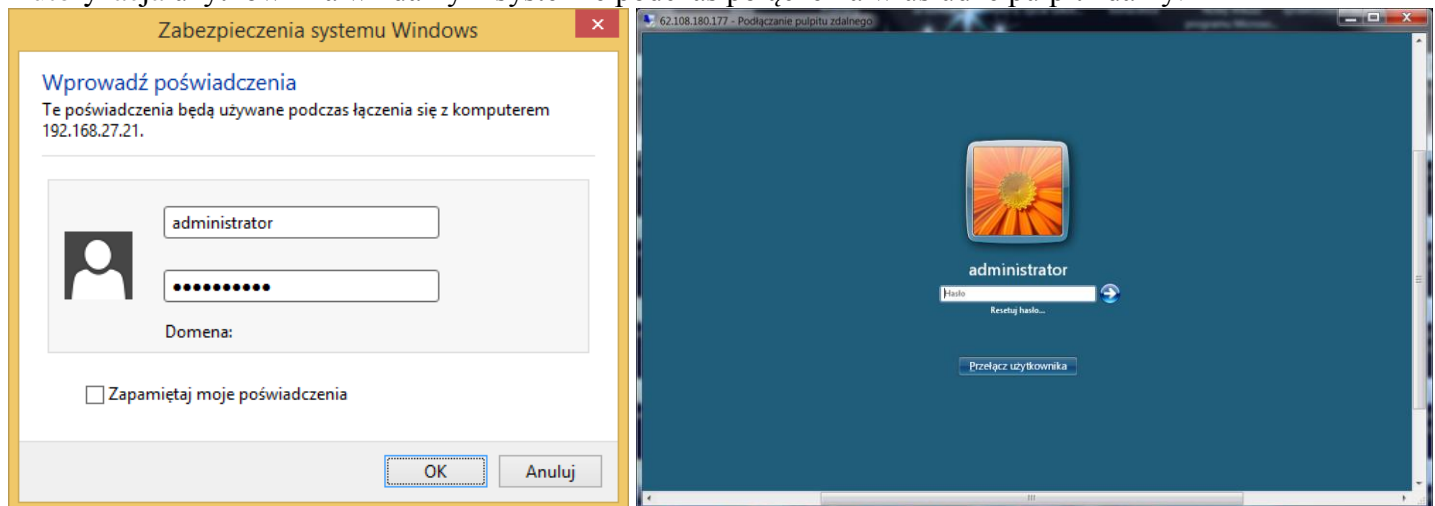 Zabezpieczenia systemu Windows
Wprowadź poświadczenia
Te poświadczenia będą używane podczas łączenia się z komputerem
192.168.27.21.
administrator
●●●●●●●●●●
Domena:
Zapamiętaj moje poświadczenia
OK Anuluj
62.108.180.177 - Podłączanie pulpitu zdalnego
administrator
Hasło
Resetuj hasło...
Przełącz użytkownika